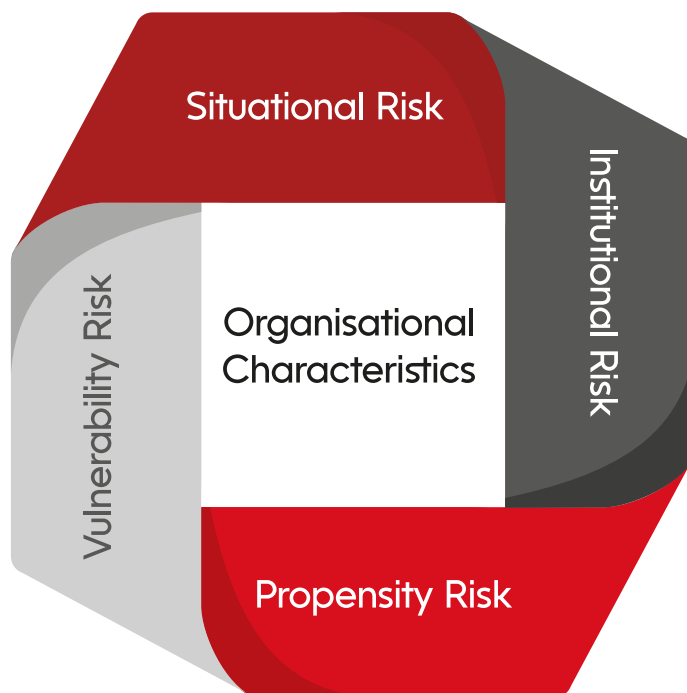 Situational Risk
Institutional Risk
Organisational
Characteristics
Vulnerability Risk
Propensity Risk